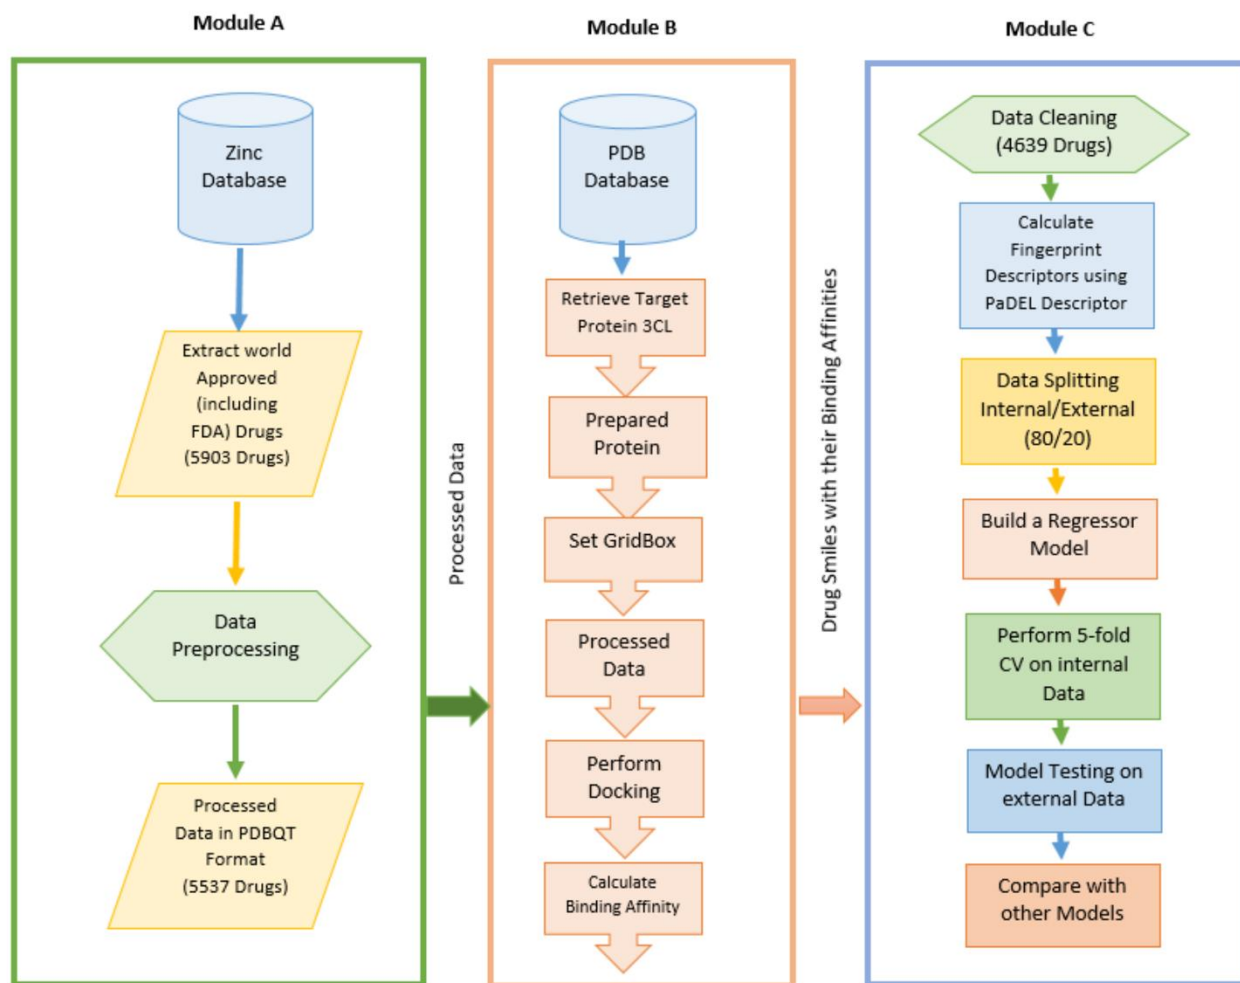 Module A
Zinc
Database
Extract world
Approved
(including
FDA) Drugs
(5903 Drugs)
Data
Preprocessing
Processed
Data in PDBQT
Format
(5537 Drugs)
Processed Data
Module B
PDB
Database
Retrieve Target
Protein 3CL
Prepared
Protein
Set GridBox
Processed
Data
Perform
Docking
Calculate
Binding Affinity
Drug Smiles with their Binding Affinities
Module C
Data Cleaning
(4639 Drugs)
Calculate
Fingerprint
Descriptors using
PaDEL Descriptor
Data Splitting
Internal/External
(80/20)
Build a Regressor
Model
Perform 5-fold
CV on internal
Data
Model Testing on
external Data
Compare with
other Models